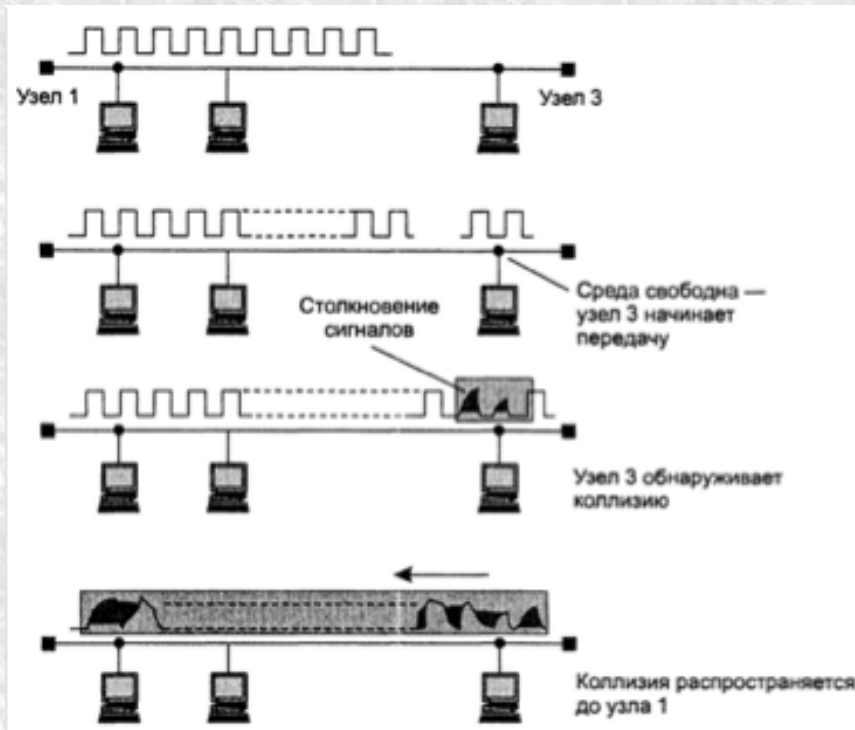 Узел 1
Узел 3
Среда свободна —
узел 3 начинает
передачу
Столкновение
сигналов
Узел 3 обнаруживает
коллизию
Коллизия распространяется
до узла 1